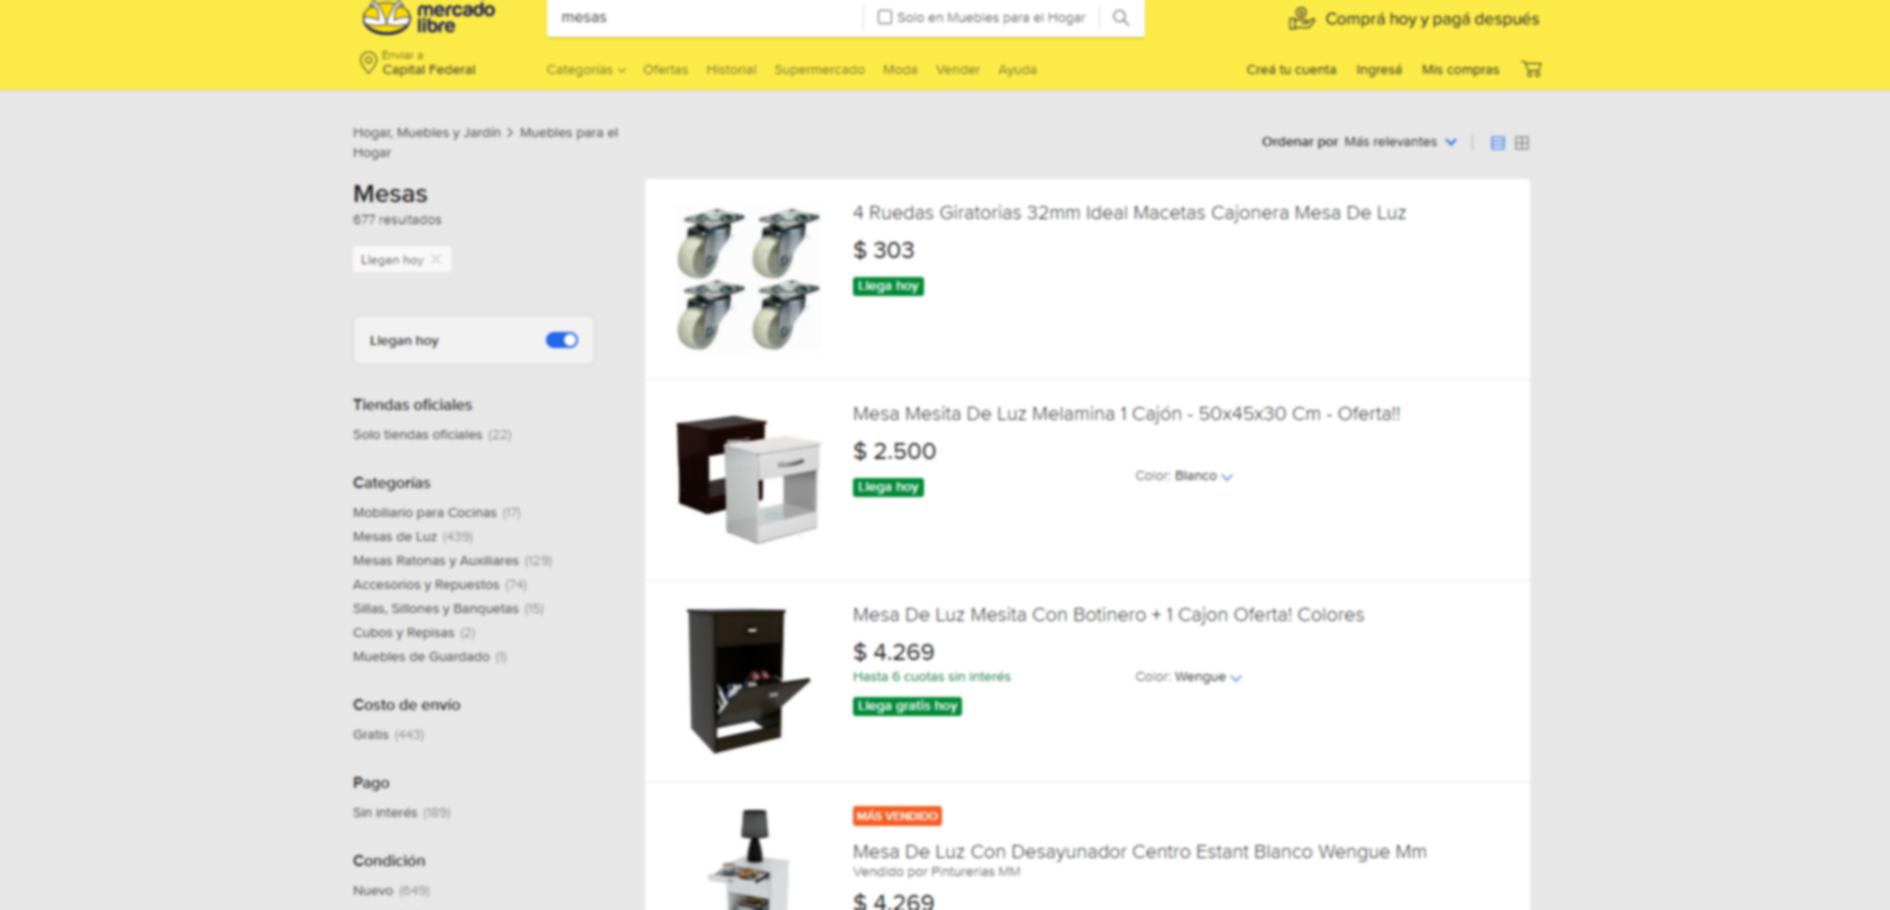 mercado
libre
mesas
Solo en Muebles para el Hogar
Comprá hoy y pagá después
Enviar a
Capital Federal
Categorías
Ofertas
Historial
Supermercado
Moda
Vender
Ayuda
Creá tu cuenta
Ingresá
Mis compras
Hogar, Muebles y Jardín > Muebles para el
Hogar
Ordenar por Más relevantes
Mesas
677 resultados
Llegan hoy
Llegan hoy
Tiendas oficiales
Solo tiendas oficiales (22)
Categorías
Mobiliario para Cocinas (17)
Mesas de Luz (439)
Mesas Ratonas y Auxiliares (129)
Accesorios y Repuestos (74)
Sillas, Sillones y Banquetas (15)
Cubos y Repisas (2)
Muebles de Guardado (1)
Costo de envío
Gratis (443)
Pago
Sin interés (189)
Condición
Nuevo (649)
4 Ruedas Giratorias 32mm Ideal Macetas Cajonera Mesa De Luz
$ 303
Llega hoy
Mesa Mesita De Luz Melamina 1 Cajón - 50x45x30 Cm - Oferta!!
$ 2.500
Color: Blanco
Llega hoy
Mesa De Luz Mesita Con Botinero + 1 Cajon Oferta! Colores
$ 4.269
Hasta 6 cuotas sin interés
Color: Wengue
Llega gratis hoy
MÁS VENDIDO
Mesa De Luz Con Desayunador Centro Estant Blanco Wengue Mm
Vendido por Pinturerias MM
$ 4.269